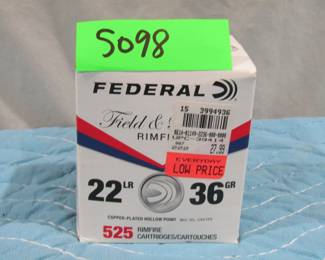 5098
FEDERAL
15 3994936
Field &
RIMFI
27.99
EVERYDAY
LOW PRICE
22 LR
36 GR
COPPER-PLATED HOLLOW POINT
525 RIMFIRE
CARTRIDGES/CARTOUCHES